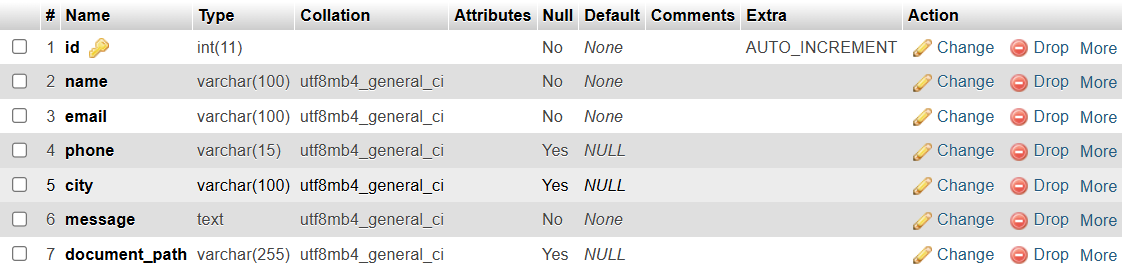 # Name Type Collation Attributes Null Default Comments Extra Action
1 id int(11) No None AUTO_INCREMENT Change Drop More
2 name varchar(100) utf8mb4_general_ci No None Change Drop More
3 email varchar(100) utf8mb4_general_ci No None Change Drop More
4 phone varchar(15) utf8mb4_general_ci Yes NULL Change Drop More
5 city varchar(100) utf8mb4_general_ci Yes NULL Change Drop More
6 message text utf8mb4_general_ci No None Change Drop More
7 document_path varchar(255) utf8mb4_general_ci Yes NULL Change Drop More